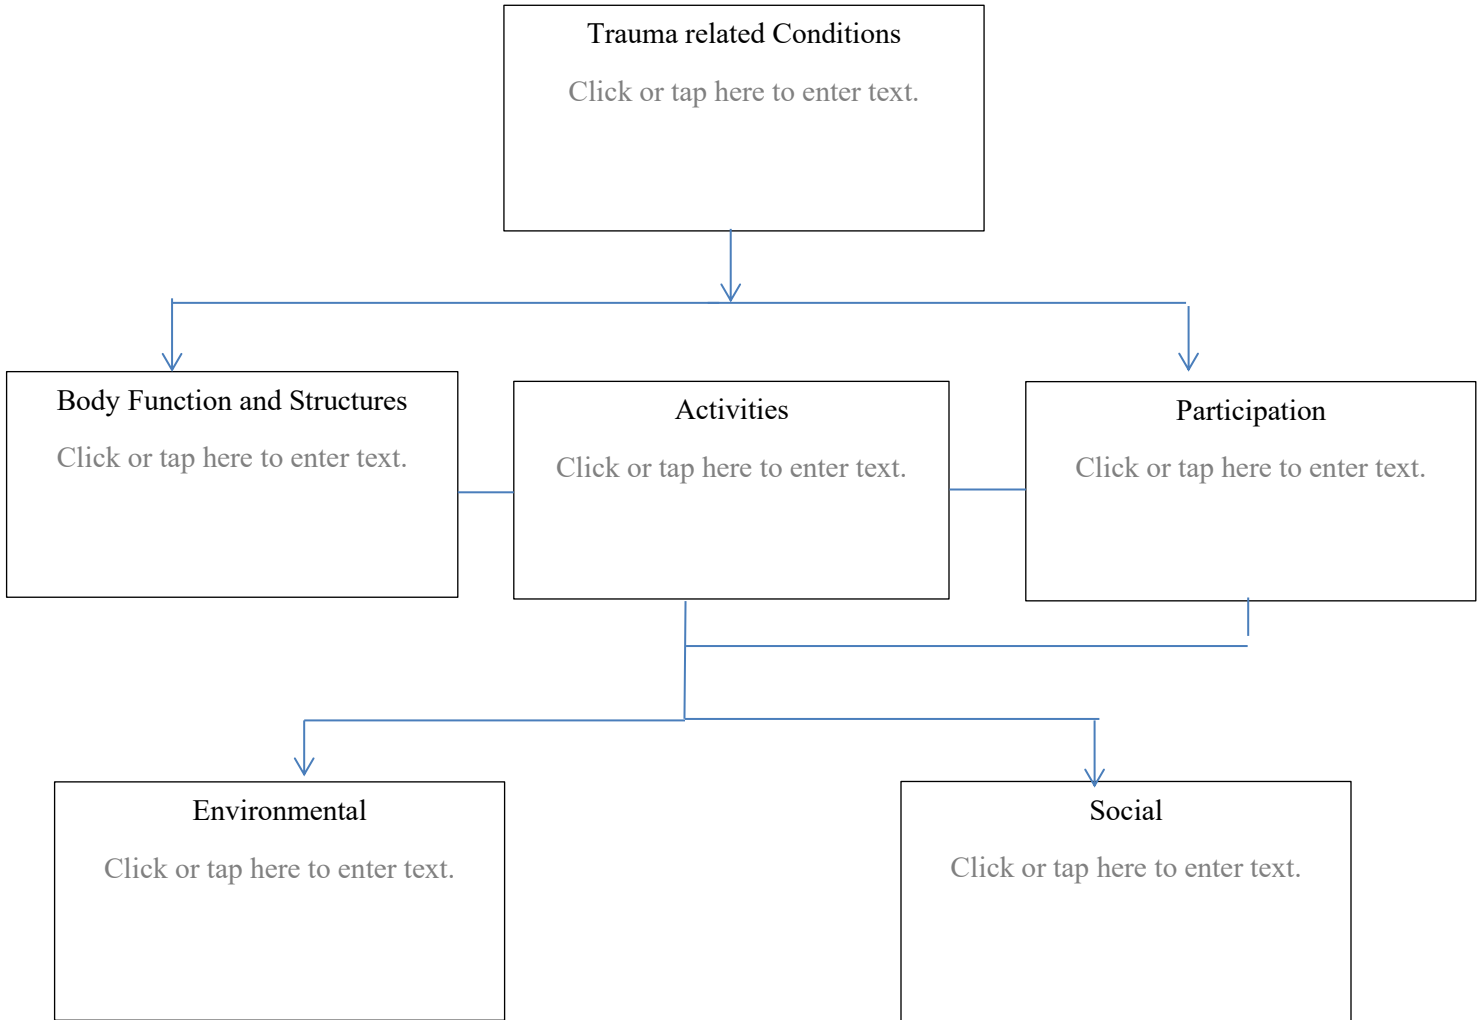 Trauma related Conditions
Click or tap here to enter text.
Body Function and Structures
Click or tap here to enter text.
Activities
Click or tap here to enter text.
Participation
Click or tap here to enter text.
Environmental
Click or tap here to enter text.
Social
Click or tap here to enter text.